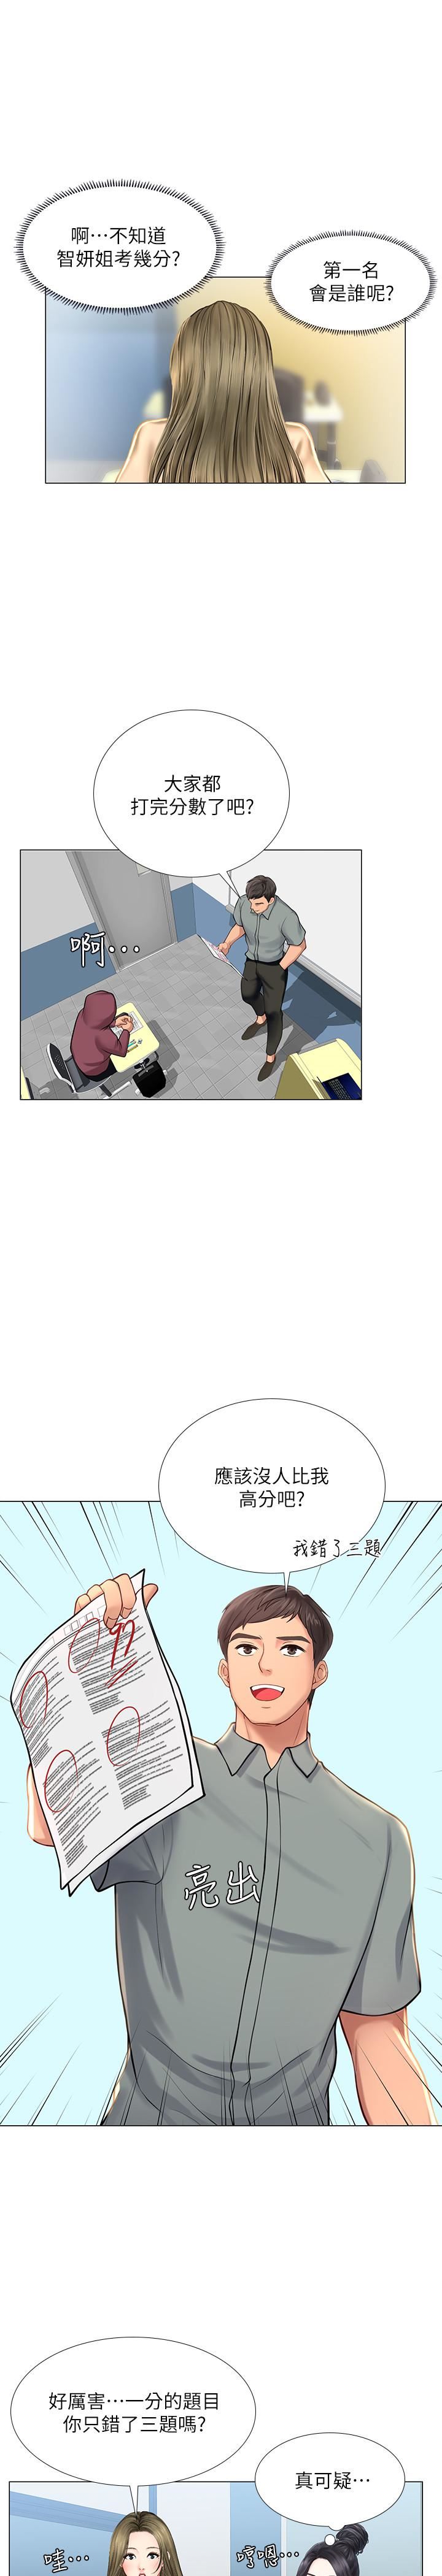 啊⋯不知道
智妍姐考幾分?
第一名
會是誰呢?
大家都
打完分數了吧?
啊⋯
應該沒人比我
高分吧?
我錯了三題
97
亮出
好厲害⋯一分的題目
你只錯了三題嗎?
真可疑⋯
哇⋯
哼嗯⋯